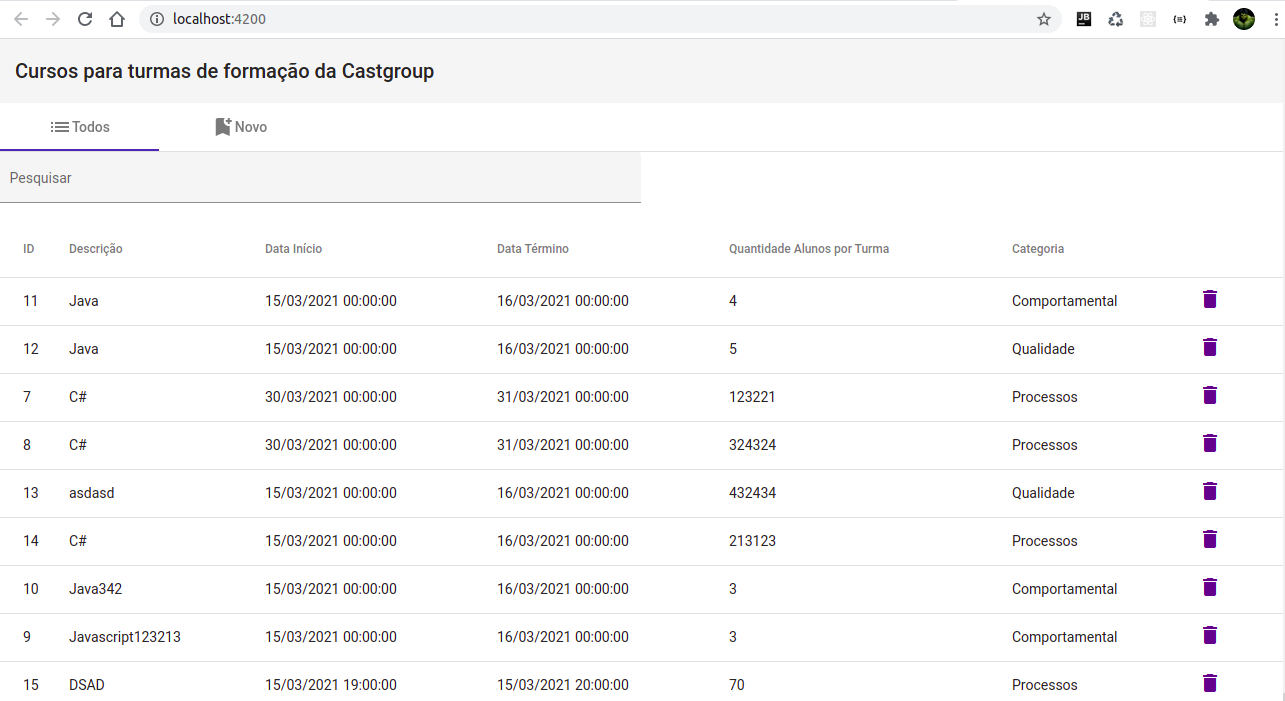 localhost:4200
JB
Cursos para turmas de formação da Castgroup
Todos Novo
Pesquisar
ID Descrição Data Início Data Término Quantidade Alunos por Turma Categoria
11 Java 15/03/2021 00:00:00 16/03/2021 00:00:00 4 Comportamental
12 Java 15/03/2021 00:00:00 16/03/2021 00:00:00 5 Qualidade
7 C# 30/03/2021 00:00:00 31/03/2021 00:00:00 123221 Processos
8 C# 30/03/2021 00:00:00 31/03/2021 00:00:00 324324 Processos
13 asdasd 15/03/2021 00:00:00 16/03/2021 00:00:00 432434 Qualidade
14 C# 15/03/2021 00:00:00 16/03/2021 00:00:00 213123 Processos
10 Java342 15/03/2021 00:00:00 16/03/2021 00:00:00 3 Comportamental
9 Javascript123213 15/03/2021 00:00:00 16/03/2021 00:00:00 3 Comportamental
15 DSAD 15/03/2021 19:00:00 15/03/2021 20:00:00 70 Processos